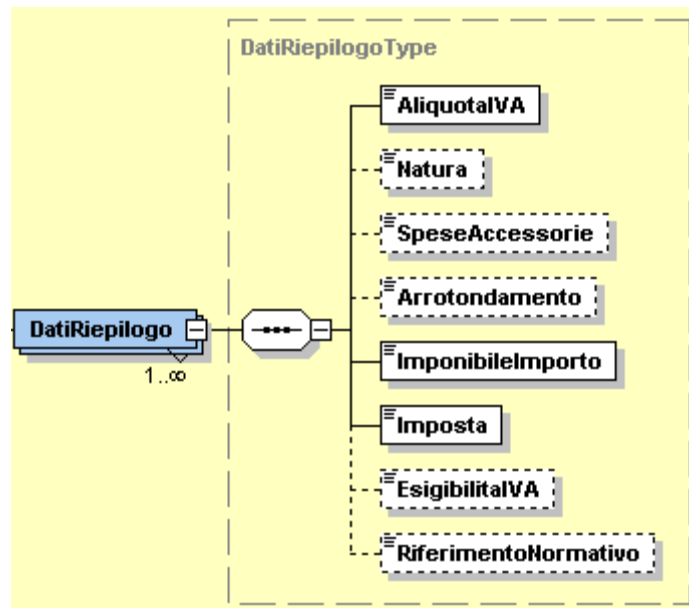 DatiRiepilogoType
AliquotaIVA
Natura
SpeseAccessorie
Arrotondamento
DatiRiepilogo
1..∞
ImponibileImporto
Imposta
EsigibilitaIVA
RiferimentoNormativo